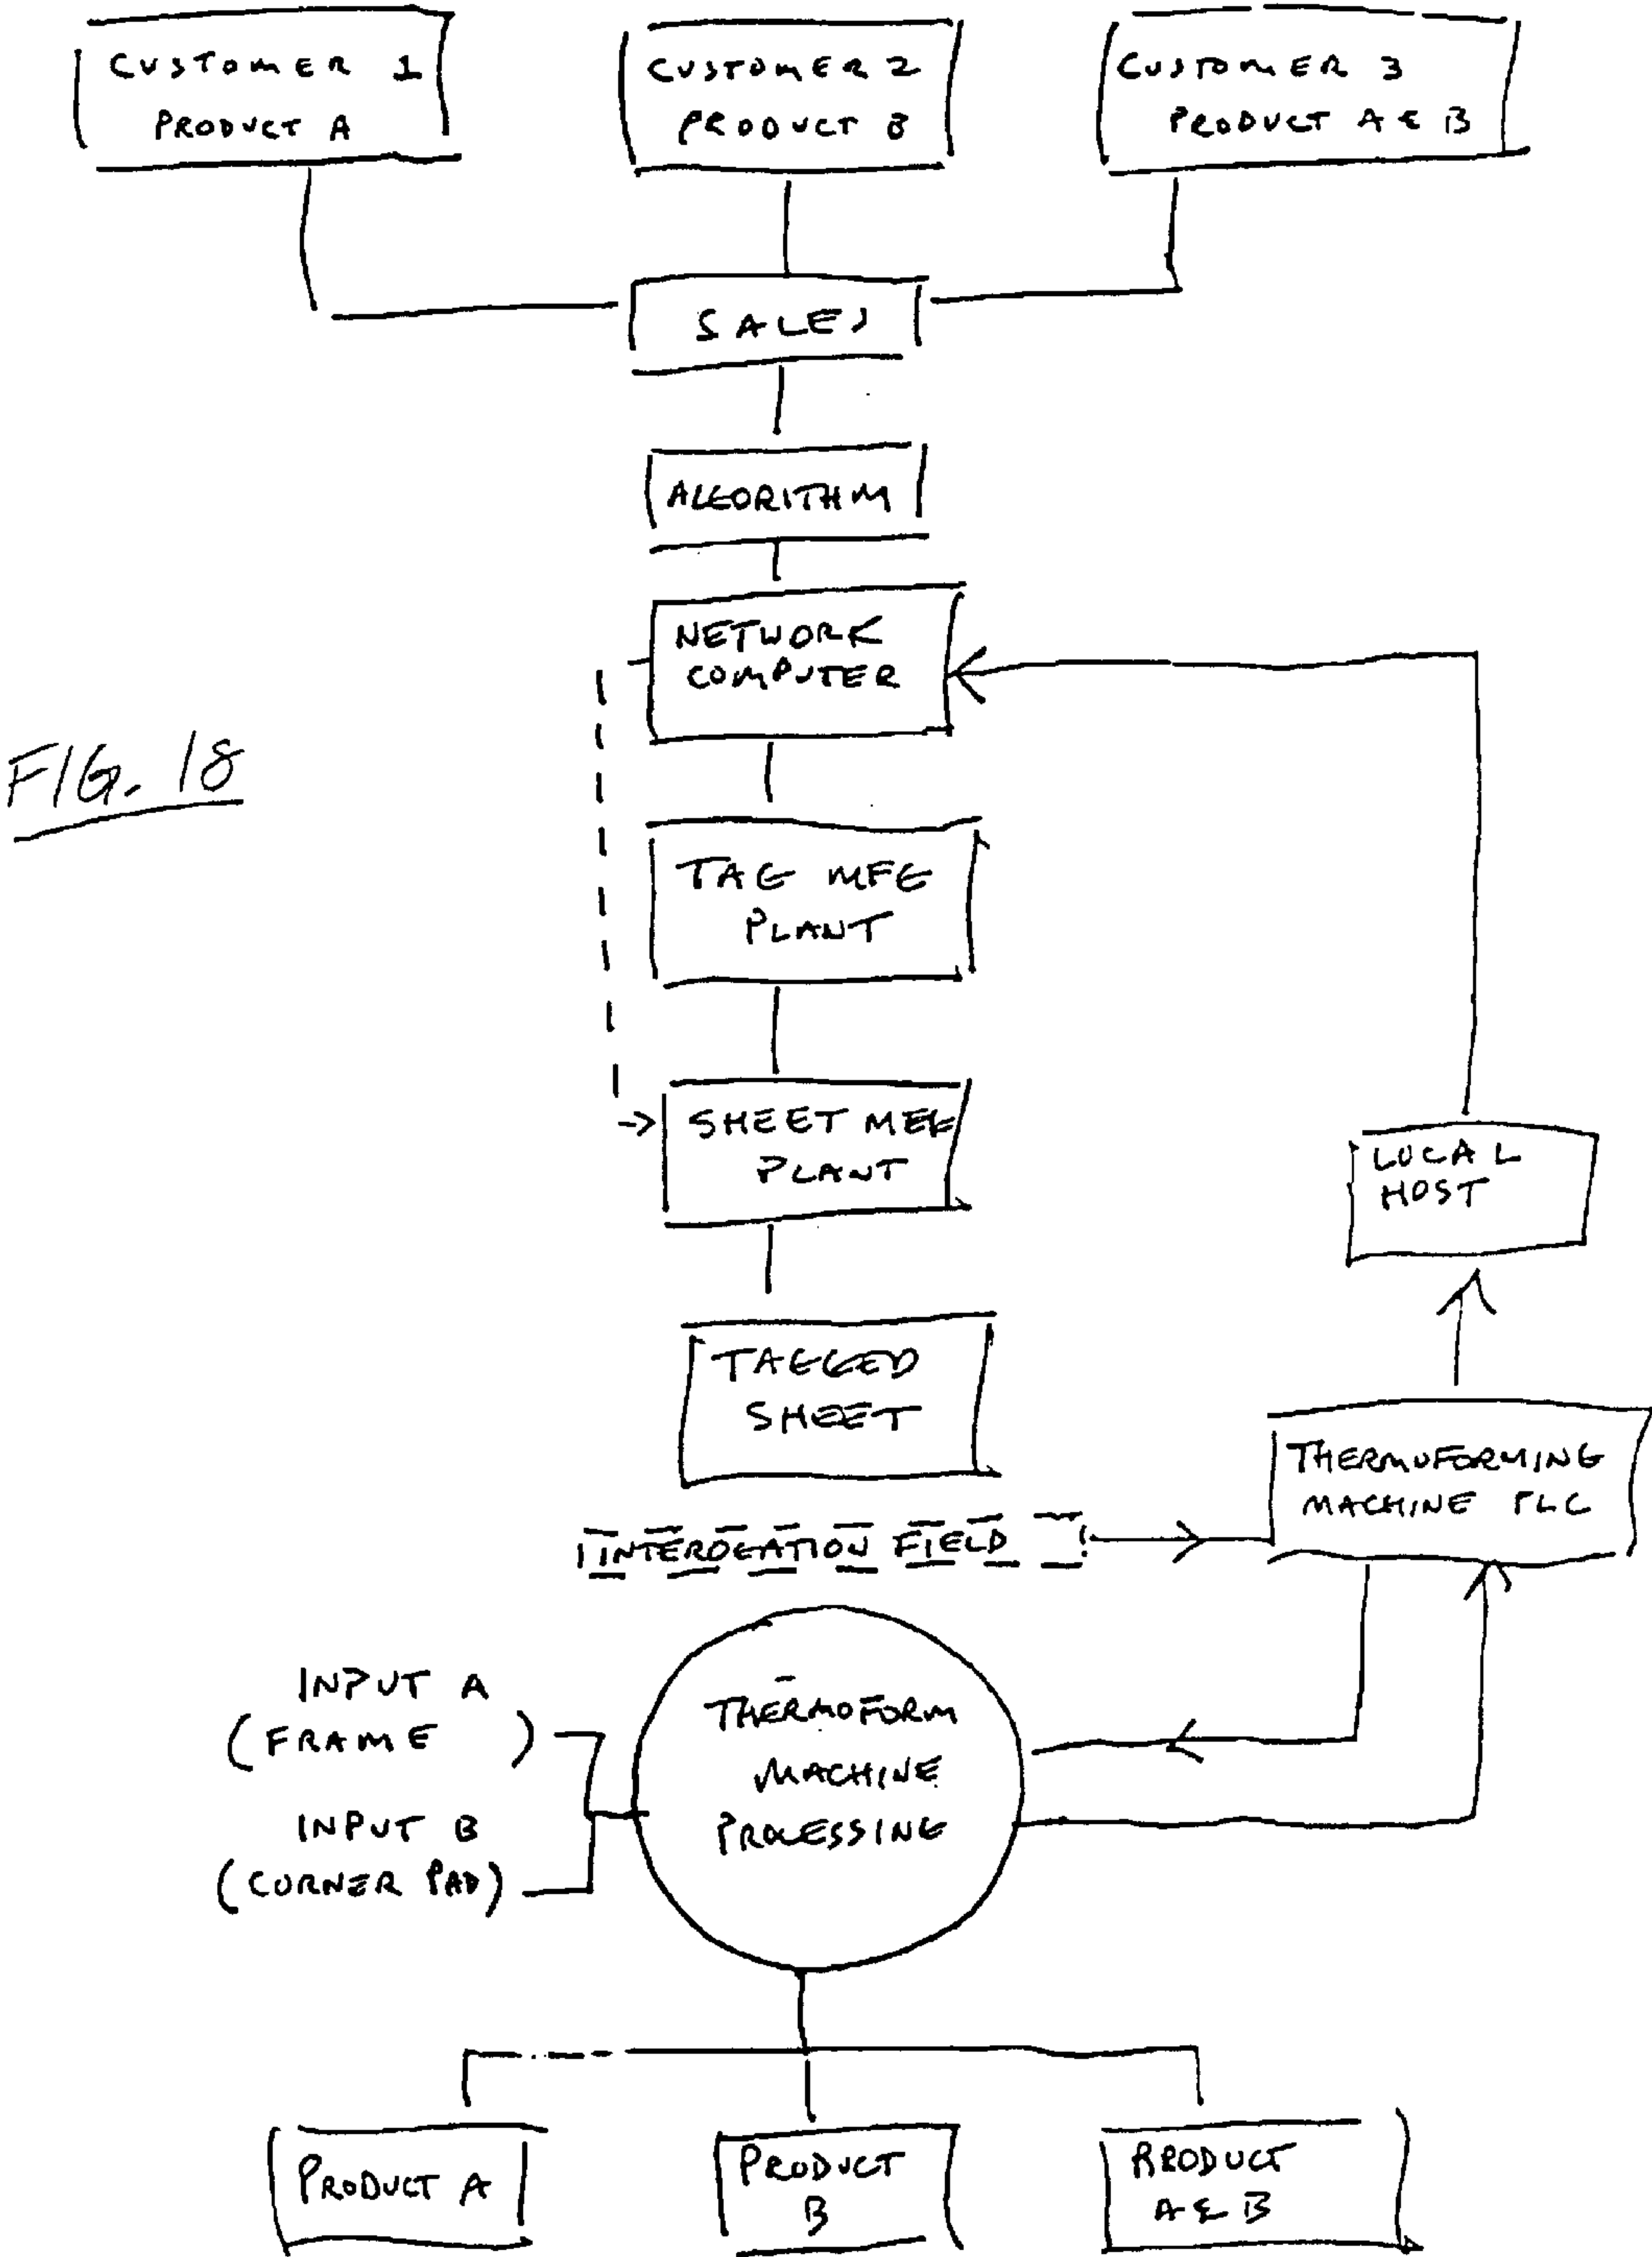 CUSTOMER 1
PRODUCT A
CUSTOMER 2
PRODUCT B
CUSTOMER 3
PRODUCT A & B
SALES
ALGORITHM
NETWORK
COMPUTER
FIG. 18
TAG MFG
PLANT
SHEET MFG
PLANT
LOCAL
HOST
TAGGED
SHEET
THERMOFORMING
MACHINE PLC
INTEROGATION FIELD
INPUT A
(FRAME)
INPUT B
(CORNER PAD)
THERMOFORM
MACHINE
PROCESSING
PRODUCT A
PRODUCT
B
PRODUCT
A & B